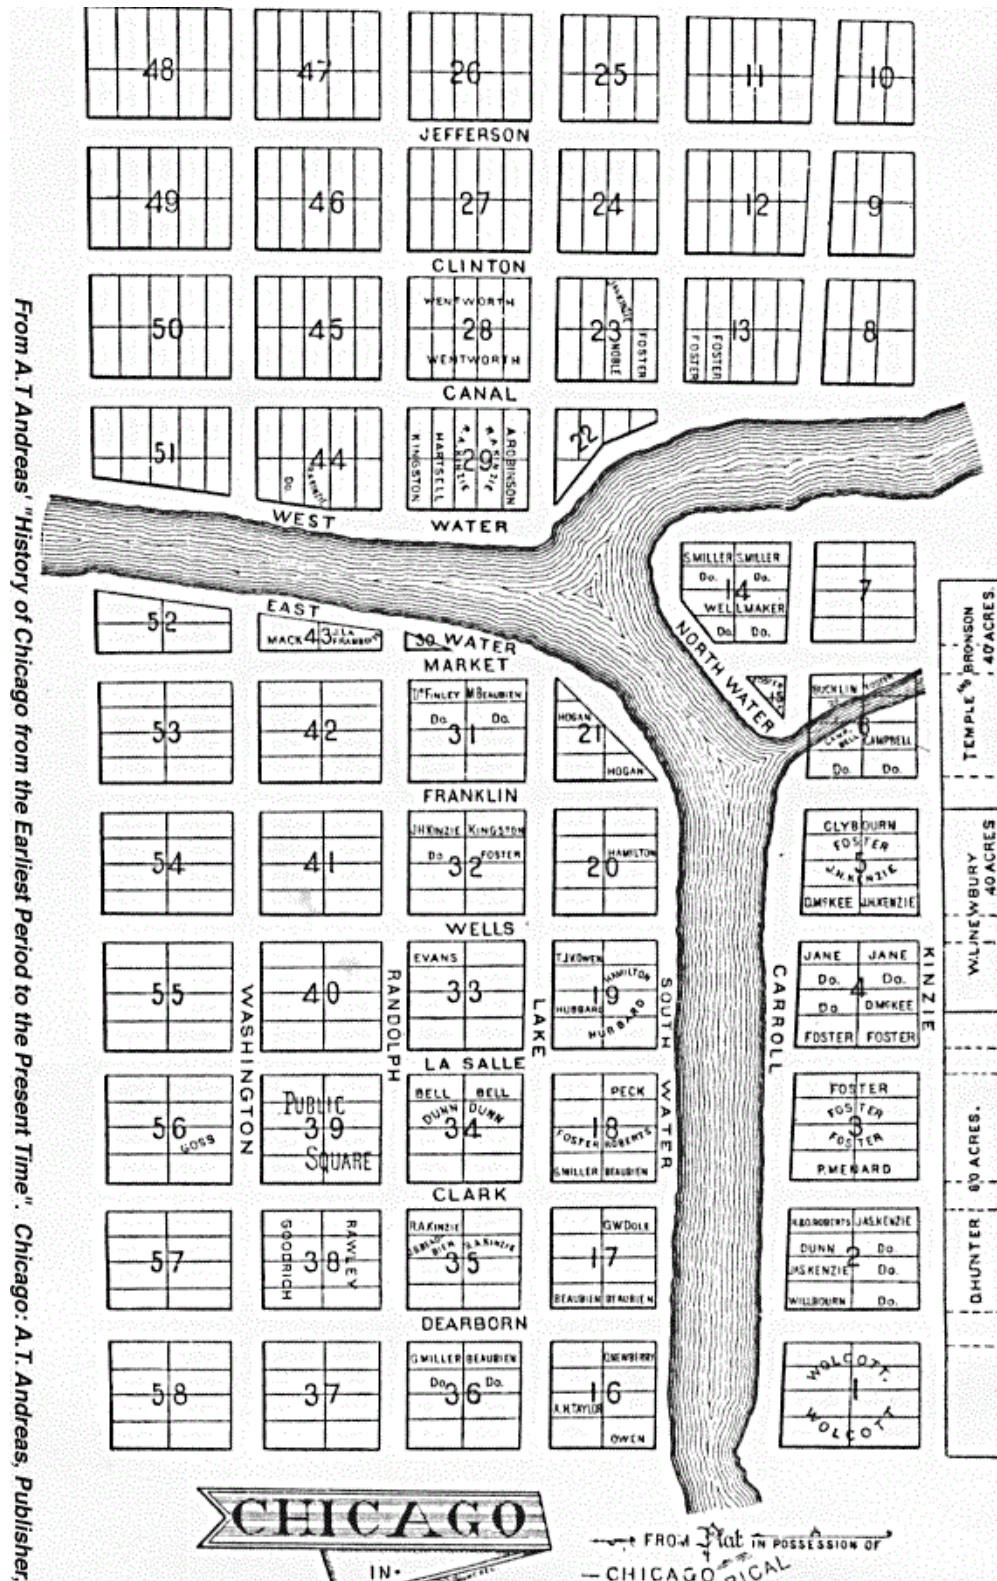 48 47 26 25 11 10
JEFFERSON
49 46 27 24 12 9
CLINTON
WENTWORTH
50 45 28 23 13 8
WENTWORTH
J.H. KINZIE
NOBLE
FOSTER
FOSTER
FOSTER
CANAL
51 44 29 22
Do.
KINGSTON
HARTSELL
R.A. KINZIE
R.A. KINZIE
A.ROBINSON
WEST WATER
S.MILLER S.MILLER
Do. Do.
14 7
WELLMAKER
Do. Do.
EAST WATER
52 43 30
MACK
NORTH WATER
MARKET
Dr FINLEY M.BEAUBIEN
Do. Do.
53 42 31 21 6
HOGAN
HOGAN
BUCKLIN
CAMPBELL
CAMPBELL
Do. Do.
FRANKLIN
J.H.KINZIE KINGSTON
Do. FOSTER
54 41 32 20 5
HAMILTON
CLYBOURN
FOSTER
J.H.KENZIE
D.MCKEE J.H.KENZIE
WELLS
EVANS
55 40 33 19 4
T.J.V.OWEN
HAMILTON
HUBBARD
HUBBARD
JANE JANE
Do. Do.
Do. D.MCKEE
FOSTER FOSTER
WASHINGTON
RANDOLPH
LAKE
SOUTH WATER
CARROLL
KINZIE
LA SALLE
BELL BELL
DUNN DUNN
56 39 34 18 3
GOSS
PUBLIC
SQUARE
PECK
FOSTER ROBERTS
S.MILLER BEAUBIEN
FOSTER
FOSTER
FOSTER
P.MENARD
CLARK
57 38 35 17 2
GOODRICH
RAWLEY
R.A.KINZIE
R.A.KINZIE
G.W.DOLE
BEAUBIEN BEAUBIEN
JAS.KENZIE
DUNN Do.
JAS KENZIE Do.
WILLBOURN Do.
DEARBORN
G.MILLER BEAUBIEN
Do. Do.
58 37 36 16 1
O.NEWBERRY
A.H.TAYLOR
OWEN
WOLCOTT.
WOLCOTT
TEMPLE AND BRONSON
40 ACRES.
W.L.NEWBURY
40 ACRES
D.HUNTER 80 ACRES.
CHICAGO
IN
FROM Plat IN POSSESSION OF
CHICAGO
From A.T Andreas' "History of Chicago from the Earliest Period to the Present Time". Chicago: A.T. Andreas, Publisher,